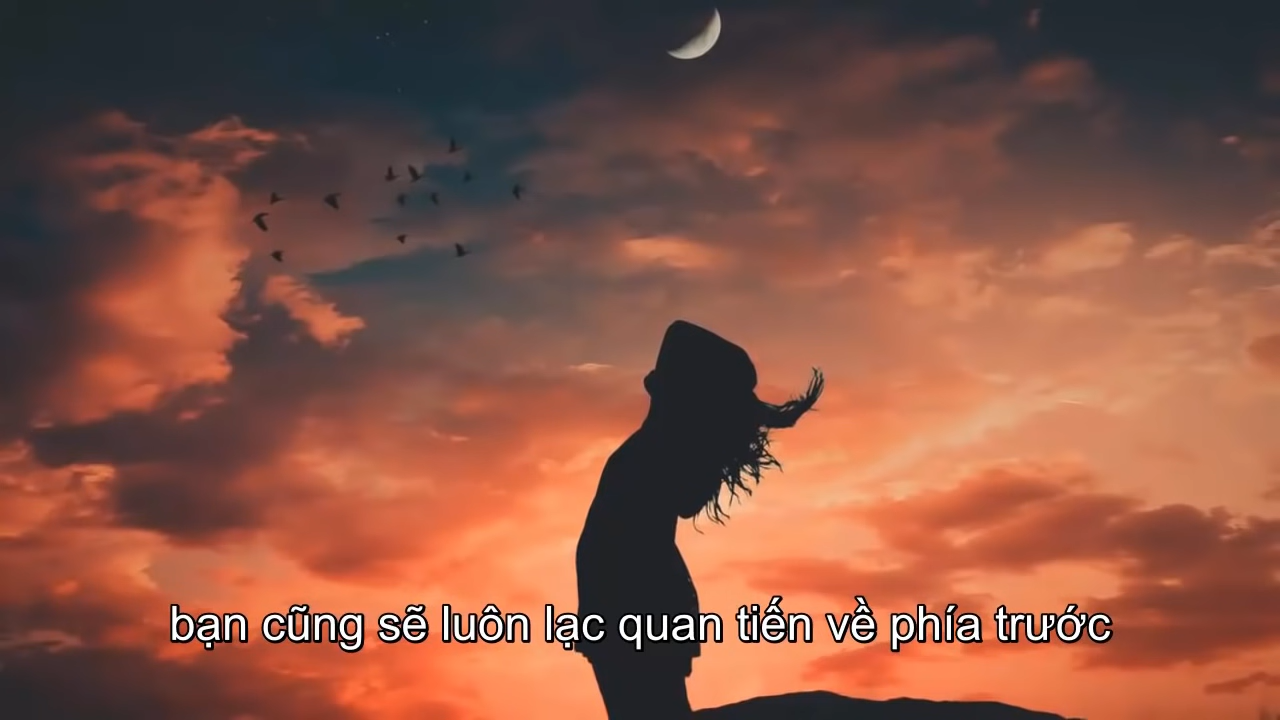 bạn cũng sẽ luôn lạc quan tiến về phía trước